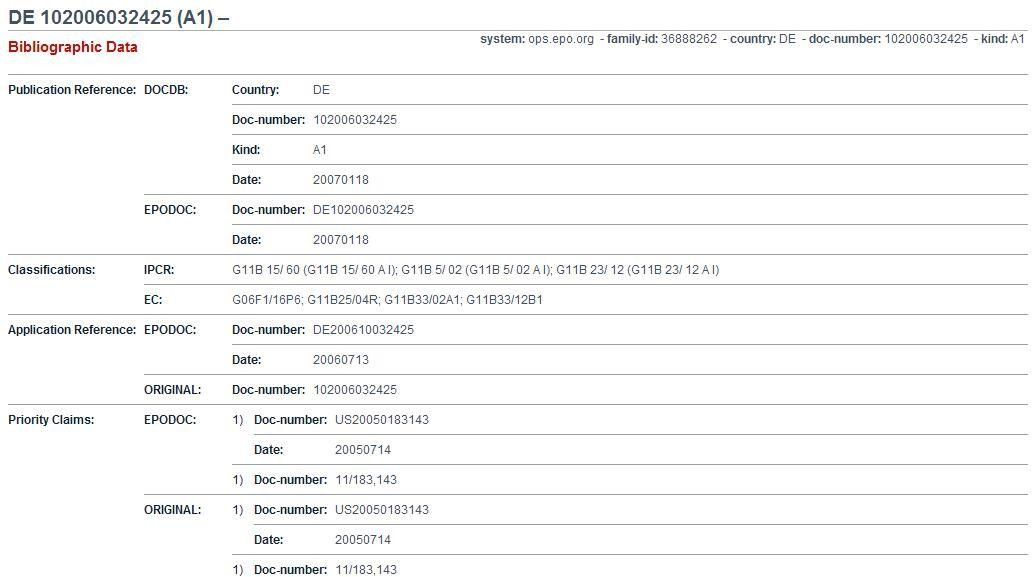 DE 102006032425 (A1) –
Bibliographic Data
system: ops.epo.org - family-id: 36888262 - country: DE - doc-number: 102006032425 - kind: A1
Publication Reference: DOCDB: Country: DE
Doc-number: 102006032425
Kind: A1
Date: 20070118
EPODOC: Doc-number: DE102006032425
Date: 20070118
Classifications: IPCR: G11B 15/ 60 (G11B 15/ 60 A I); G11B 5/ 02 (G11B 5/ 02 A I); G11B 23/ 12 (G11B 23/ 12 A I)
EC: G06F1/16P6; G11B25/04R; G11B33/02A1; G11B33/12B1
Application Reference: EPODOC: Doc-number: DE200610032425
Date: 20060713
ORIGINAL: Doc-number: 102006032425
Priority Claims: EPODOC: 1) Doc-number: US20050183143
Date: 20050714
1) Doc-number: 11/183,143
ORIGINAL: 1) Doc-number: US20050183143
Date: 20050714
1) Doc-number: 11/183,143